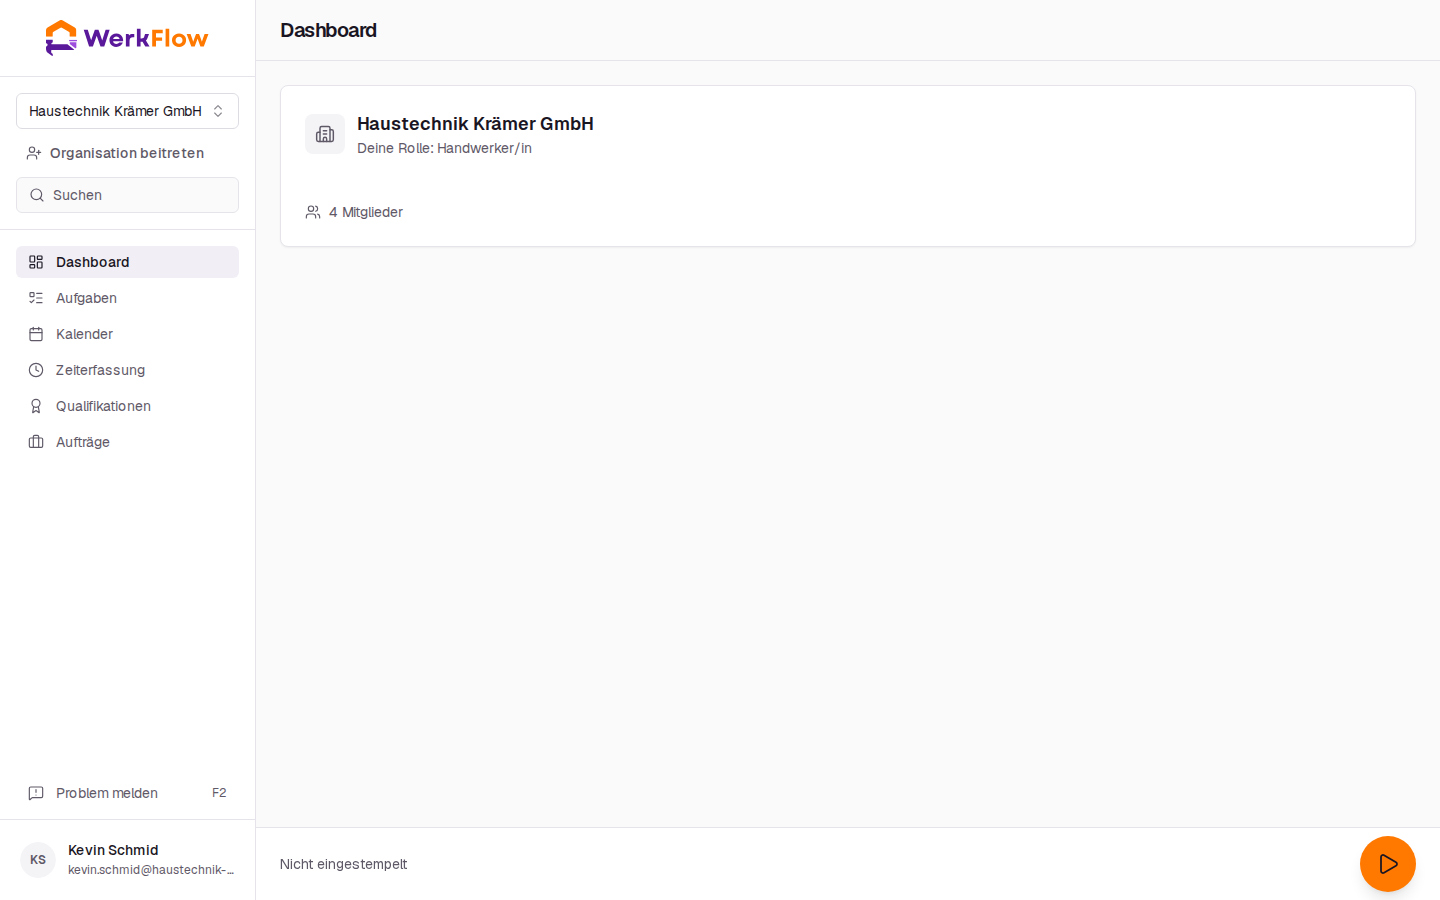 WerkFlow
Haustechnik Krämer GmbH
Organisation beitreten
Suchen
Dashboard
Aufgaben
Kalender
Zeiterfassung
Qualifikationen
Aufträge
Problem melden F2
KS
Kevin Schmid
kevin.schmid@haustechnik-...
Dashboard
Haustechnik Krämer GmbH
Deine Rolle: Handwerker/in
4 Mitglieder
Nicht eingestempelt